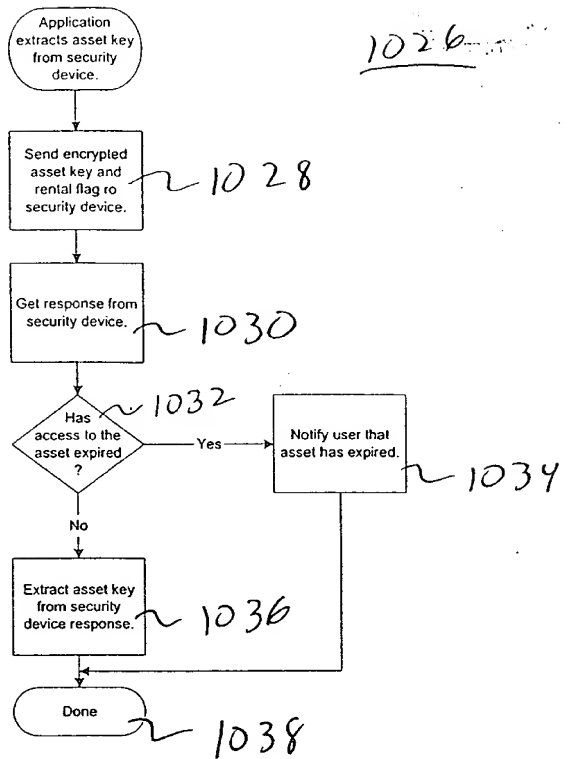 Application
extracts asset key
from security
device.
1026
Send encrypted
asset key and
rental flag ro
security device.
1028
Get response from
security device.
1030
1032
Has
access to the
asset expired
?
Yes
Notify user that
asset has expired.
1034
No
Extract asset key
from security
device response.
1036
Done
1038